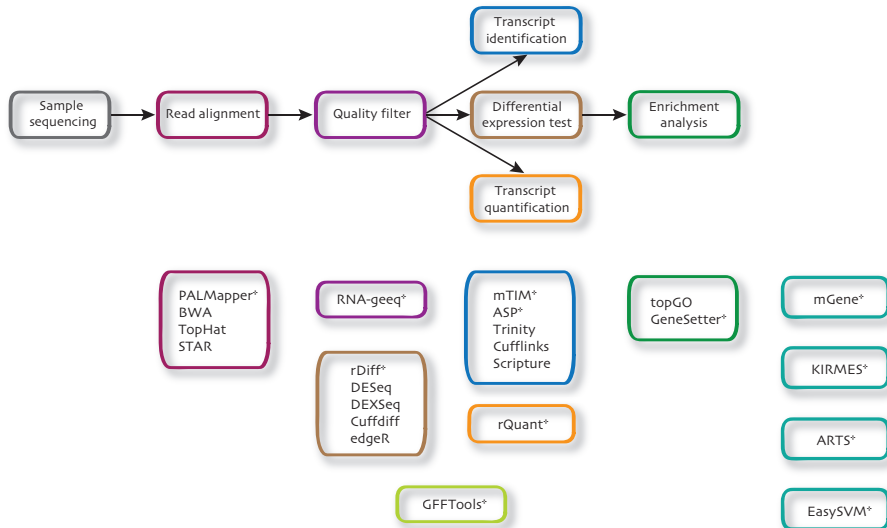 Transcript
identification
Sample
sequencing
Read alignment
Quality filter
Differential
expression test
Enrichment
analysis
Transcript
quantification
PALMapper*
BWA
TopHat
STAR
RNA-geeq*
mTIM*
ASP*
Trinity
Cufflinks
Scripture
topGO
GeneSetter*
mGene*
rDiff*
DESeq
DEXSeq
Cuffdiff
edgeR
KIRMES*
rQuant*
ARTS*
GFFTools*
EasySVM*